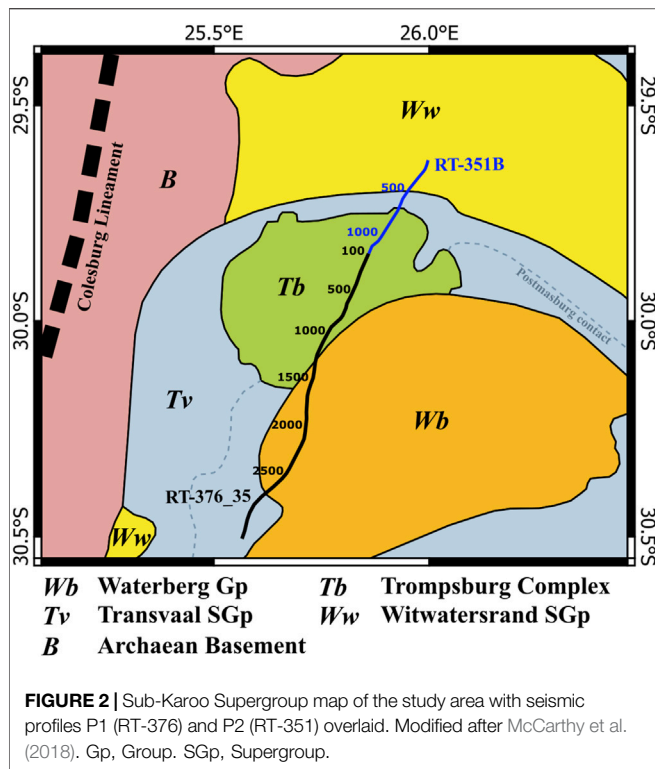 25.5°E 26.0°E
29.5°S 29.5°S
Ww
B
RT-351B
500
Colesburg Lineament
1000
100
Tb
500
Postmasburg contact
30.0°S 30.0°S
1000
1500
Tv
2000
Wb
2500
RT-376_35
Ww
30.5°S 30.5°S
Wb Waterberg Gp Tb Trompsburg Complex
Tv Transvaal SGp Ww Witwatersrand SGp
B Archaean Basement
FIGURE 2 | Sub-Karoo Supergroup map of the study area with seismic
profiles P1 (RT-376) and P2 (RT-351) overlaid. Modified after McCarthy et al.
(2018). Gp, Group. SGp, Supergroup.